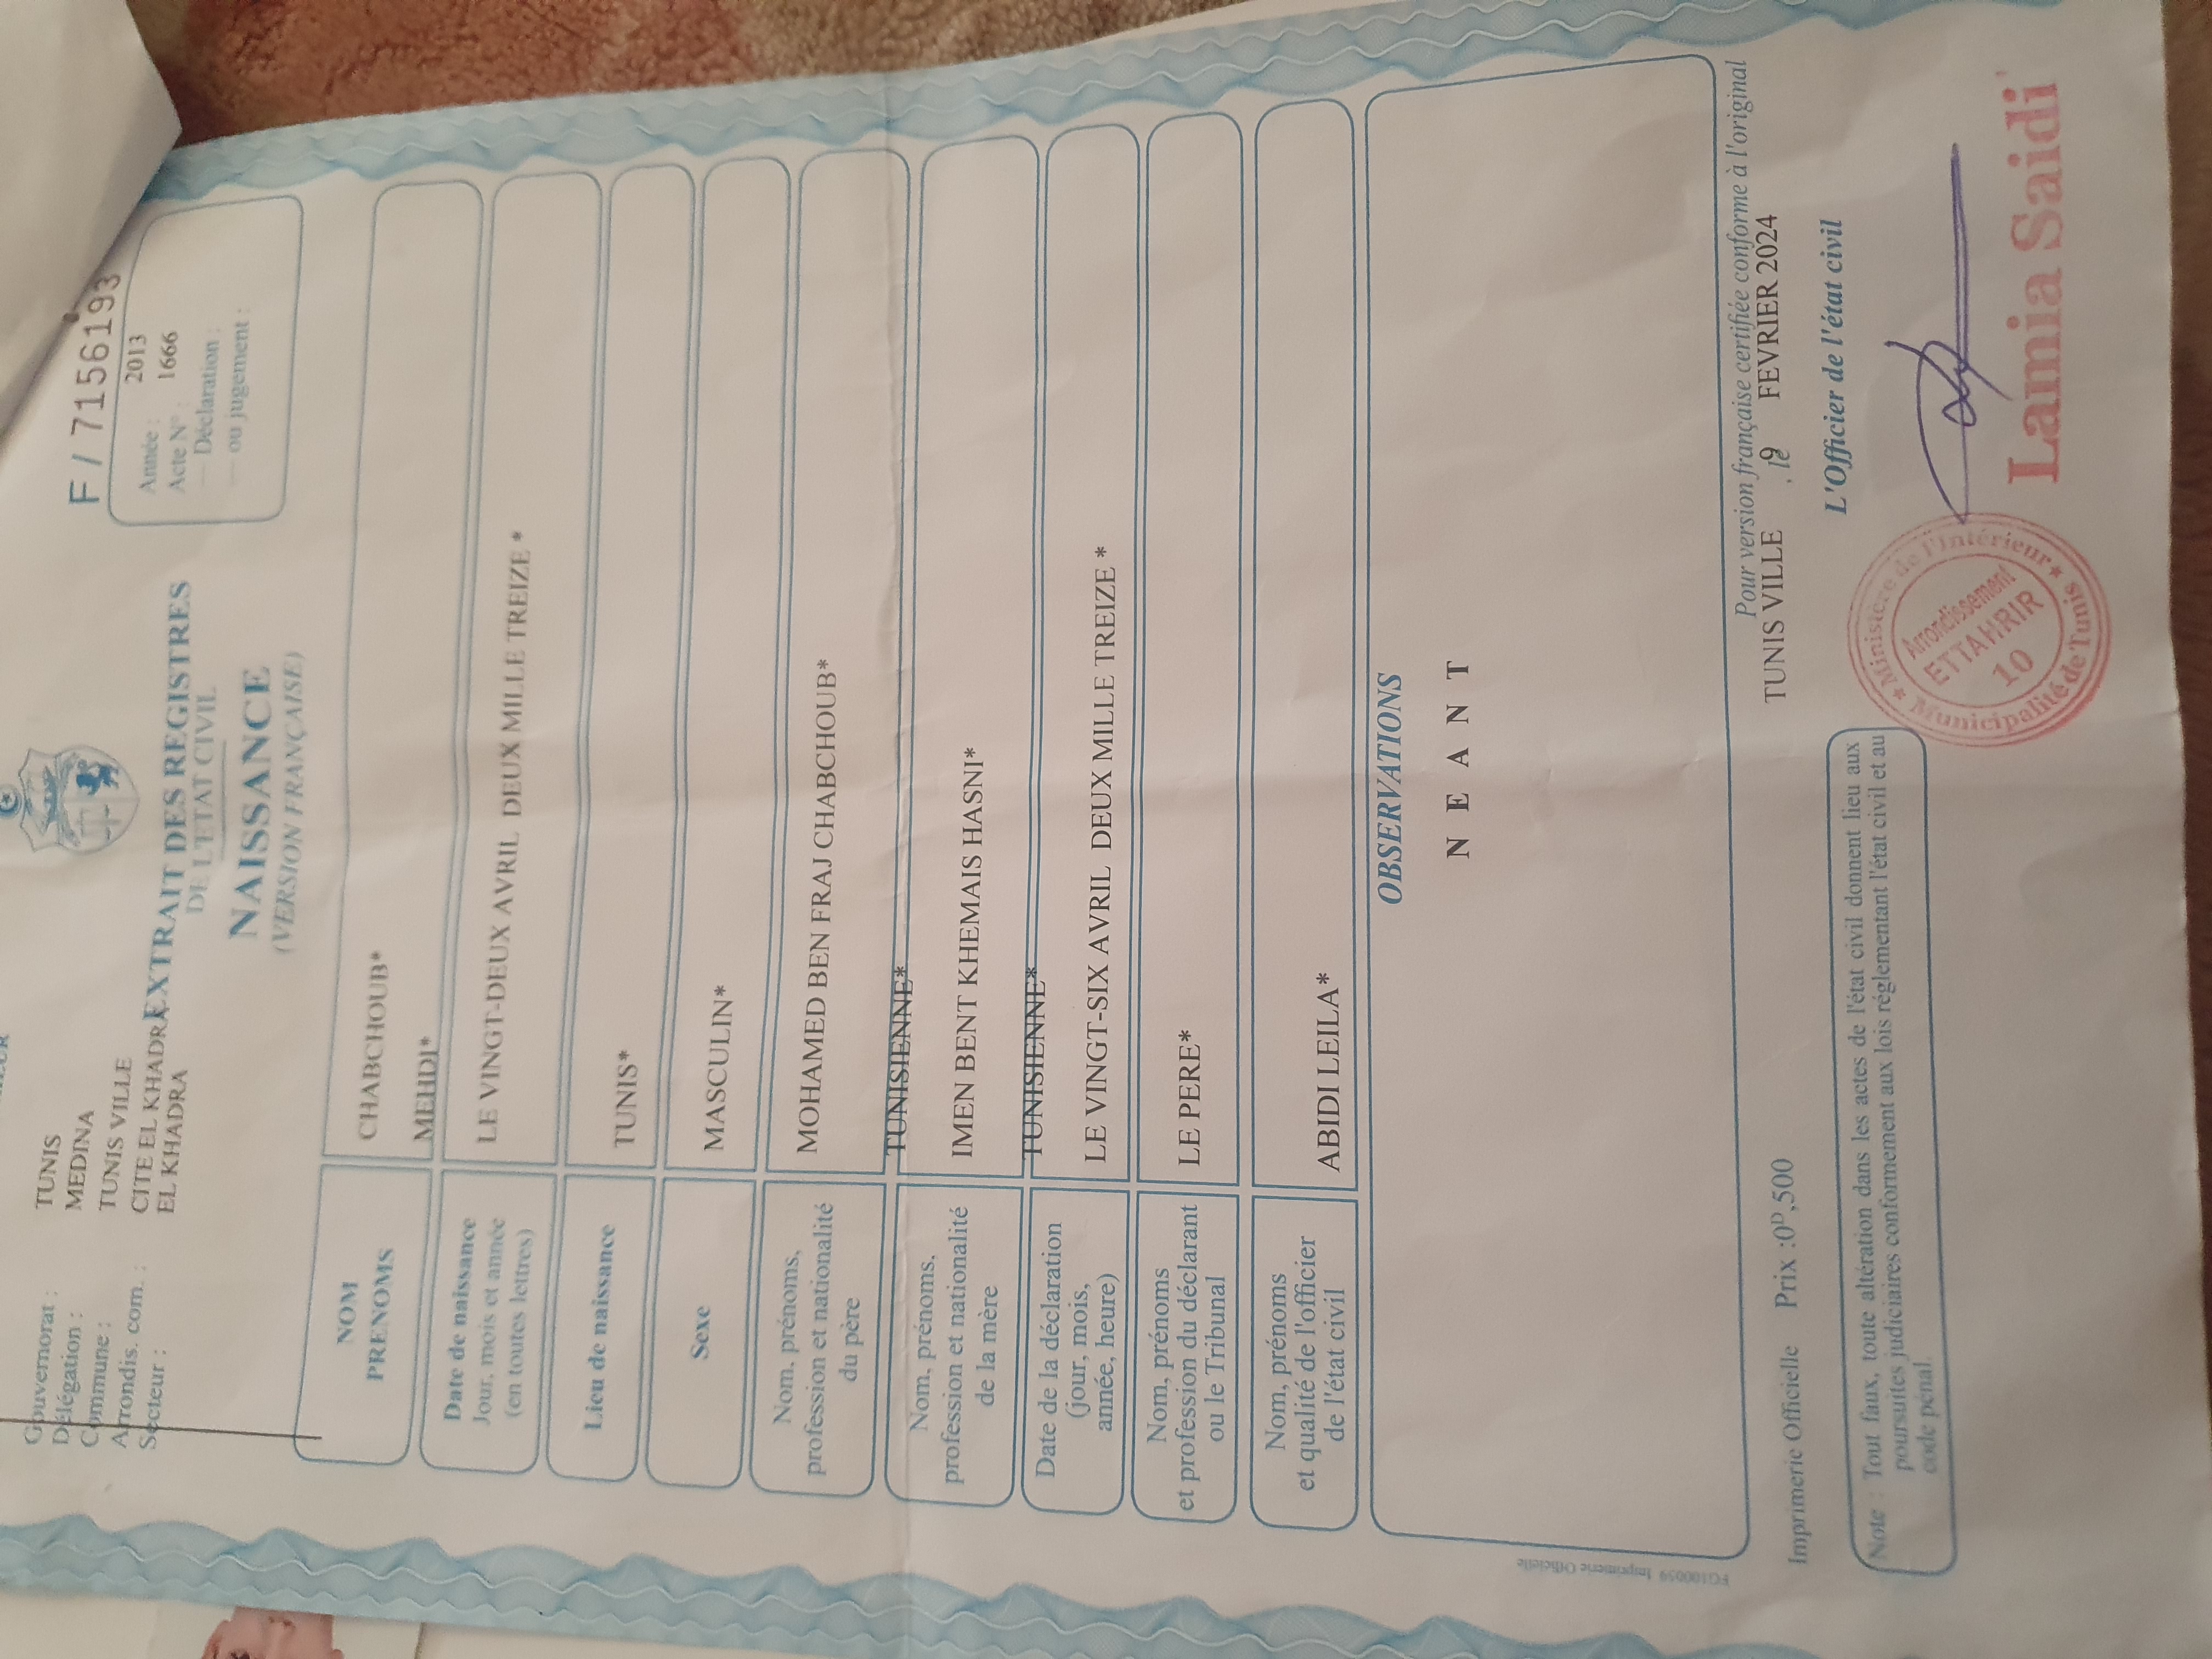 F / 7156193
Année : 2013
Acte N° : 1666
— Déclaration :
— ou jugement :
Gouvernorat : TUNIS
Délégation : MEDINA
Commune : TUNIS VILLE
Arrondis. com. : CITE EL KHADRA
Secteur : EL KHADRA
EXTRAIT DES REGISTRES
DE L'ETAT CIVIL
NAISSANCE
(VERSION FRANÇAISE)
NOM
PRENOMS
CHABCHOUB*
MEHDI*
Date de naissance
Jour, mois et année
(en toutes lettres)
LE VINGT-DEUX AVRIL DEUX MILLE TREIZE *
Lieu de naissance
TUNIS*
Sexe
MASCULIN*
Nom, prénoms,
profession et nationalité
du père
MOHAMED BEN FRAJ CHABCHOUB*
TUNISIENNE*
Nom, prénoms,
profession et nationalité
de la mère
IMEN BENT KHEMAIS HASNI*
TUNISIENNE*
Date de la déclaration
(jour, mois,
année, heure)
LE VINGT-SIX AVRIL DEUX MILLE TREIZE *
Nom, prénoms
et profession du déclarant
ou le Tribunal
LE PERE*
Nom, prénoms
et qualité de l'officier
de l'état civil
ABIDI LEILA*
OBSERVATIONS
N E A N T
Pour version française certifiée conforme à l'original
TUNIS VILLE , le 9 FEVRIER 2024
L'Officier de l'état civil
Imprimerie Officielle Prix :0D,500
Note : Tout faux, toute altération dans les actes de l'état civil donnent lieu aux
poursuites judiciaires conformement aux lois réglementant l'état civil et au
code pénal.
Ministère de l'Intérieur
Arrondissement
ETTAHRIR
10
Municipalité de Tunis
Lamia Saidi
FG100059 Imprimerie Officielle